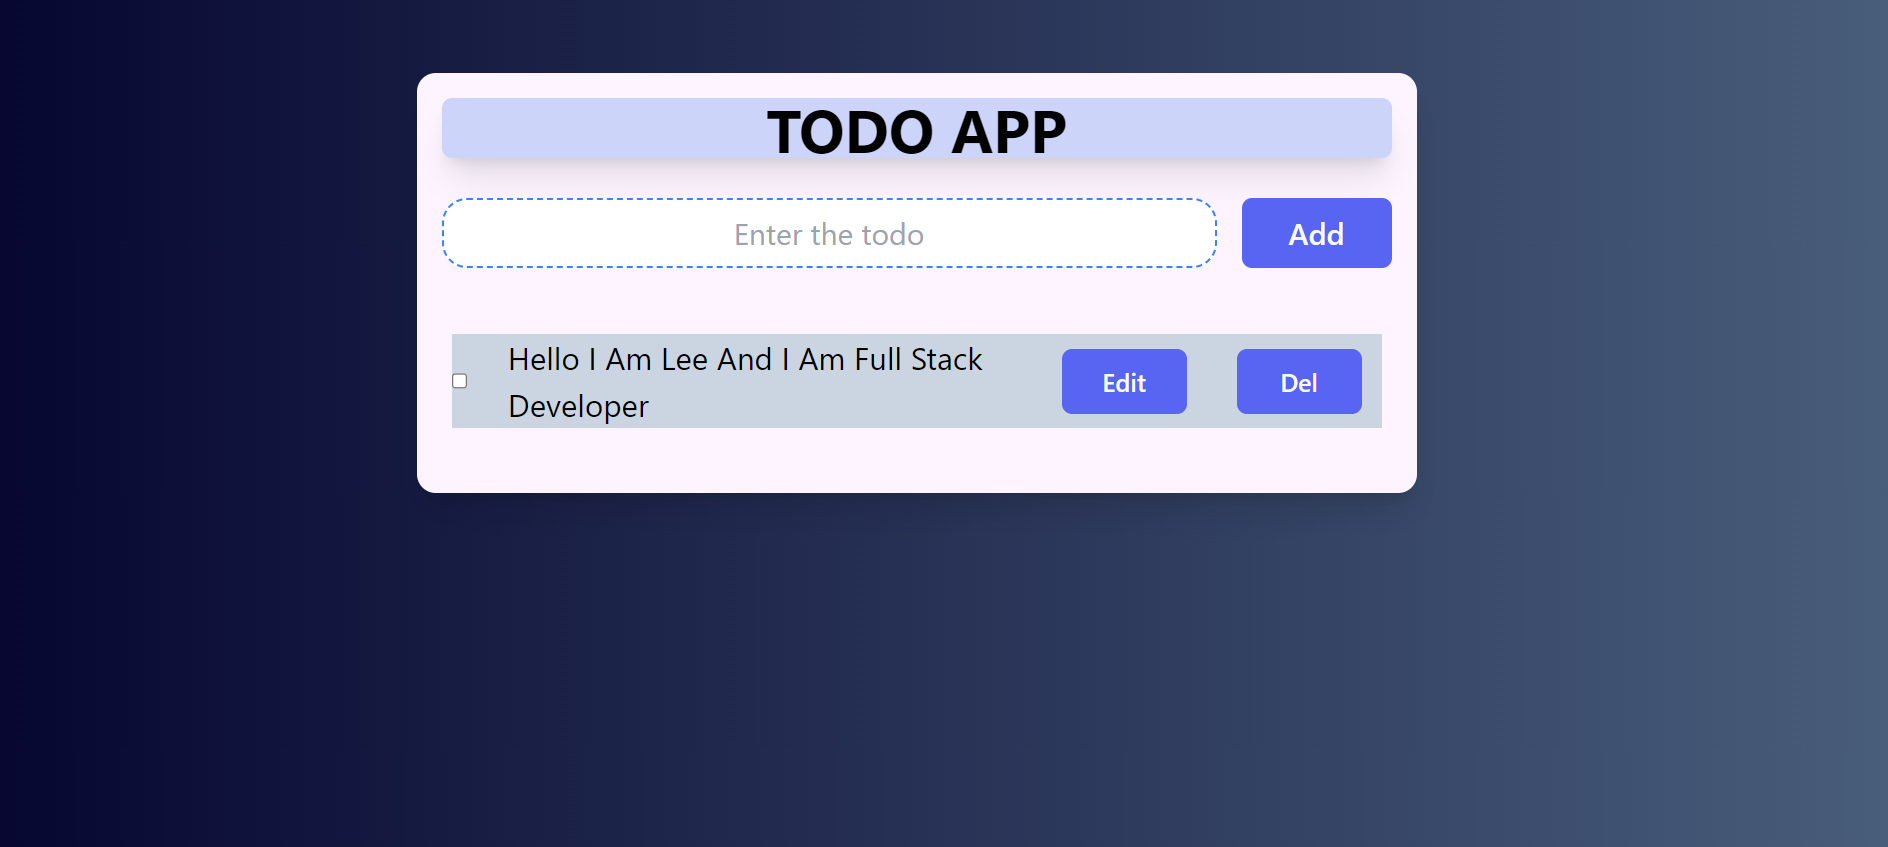 TODO APP
Enter the todo
Add
Hello I Am Lee And I Am Full Stack
Developer
Edit
Del